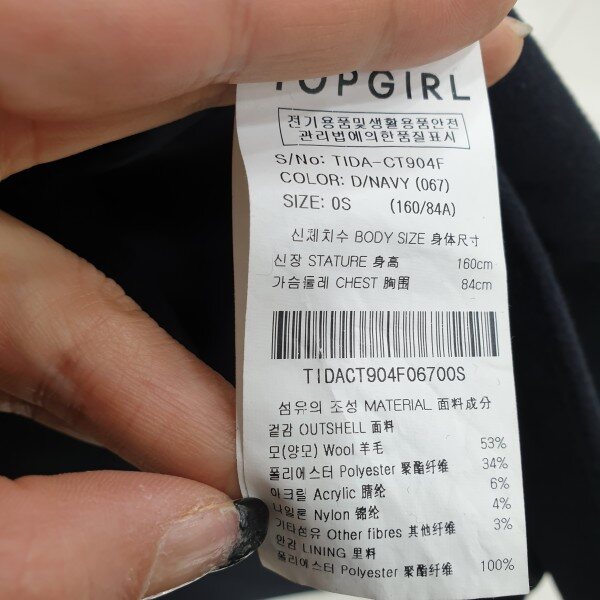 TOPGIRL
전기용품및생활용품안전
관리법에의한품질표시
S/No: TIDA-CT904F
COLOR: D/NAVY (067)
SIZE: 0S (160/84A)
신체치수 BODY SIZE 身体尺寸
신장 STATURE 身高 160cm
가슴둘레 CHEST 胸围 84cm
TIDACT904F06700S
섬유의 조성 MATERIAL 面料成分
겉감 OUTSHELL 面料
모(양모) Wool 羊毛 53%
폴리에스터 Polyester 聚酯纤维 34%
아크릴 Acrylic 腈纶 6%
나일론 Nylon 锦纶 4%
기타섬유 Other fibres 其他纤维 3%
안감 LINING 里料
폴리에스터 Polyester 聚酯纤维 100%